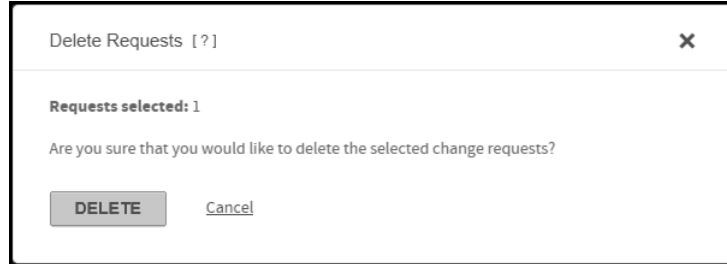 Delete Requests [?]
Requests selected: 1
Are you sure that you would like to delete the selected change requests?
DELETE Cancel